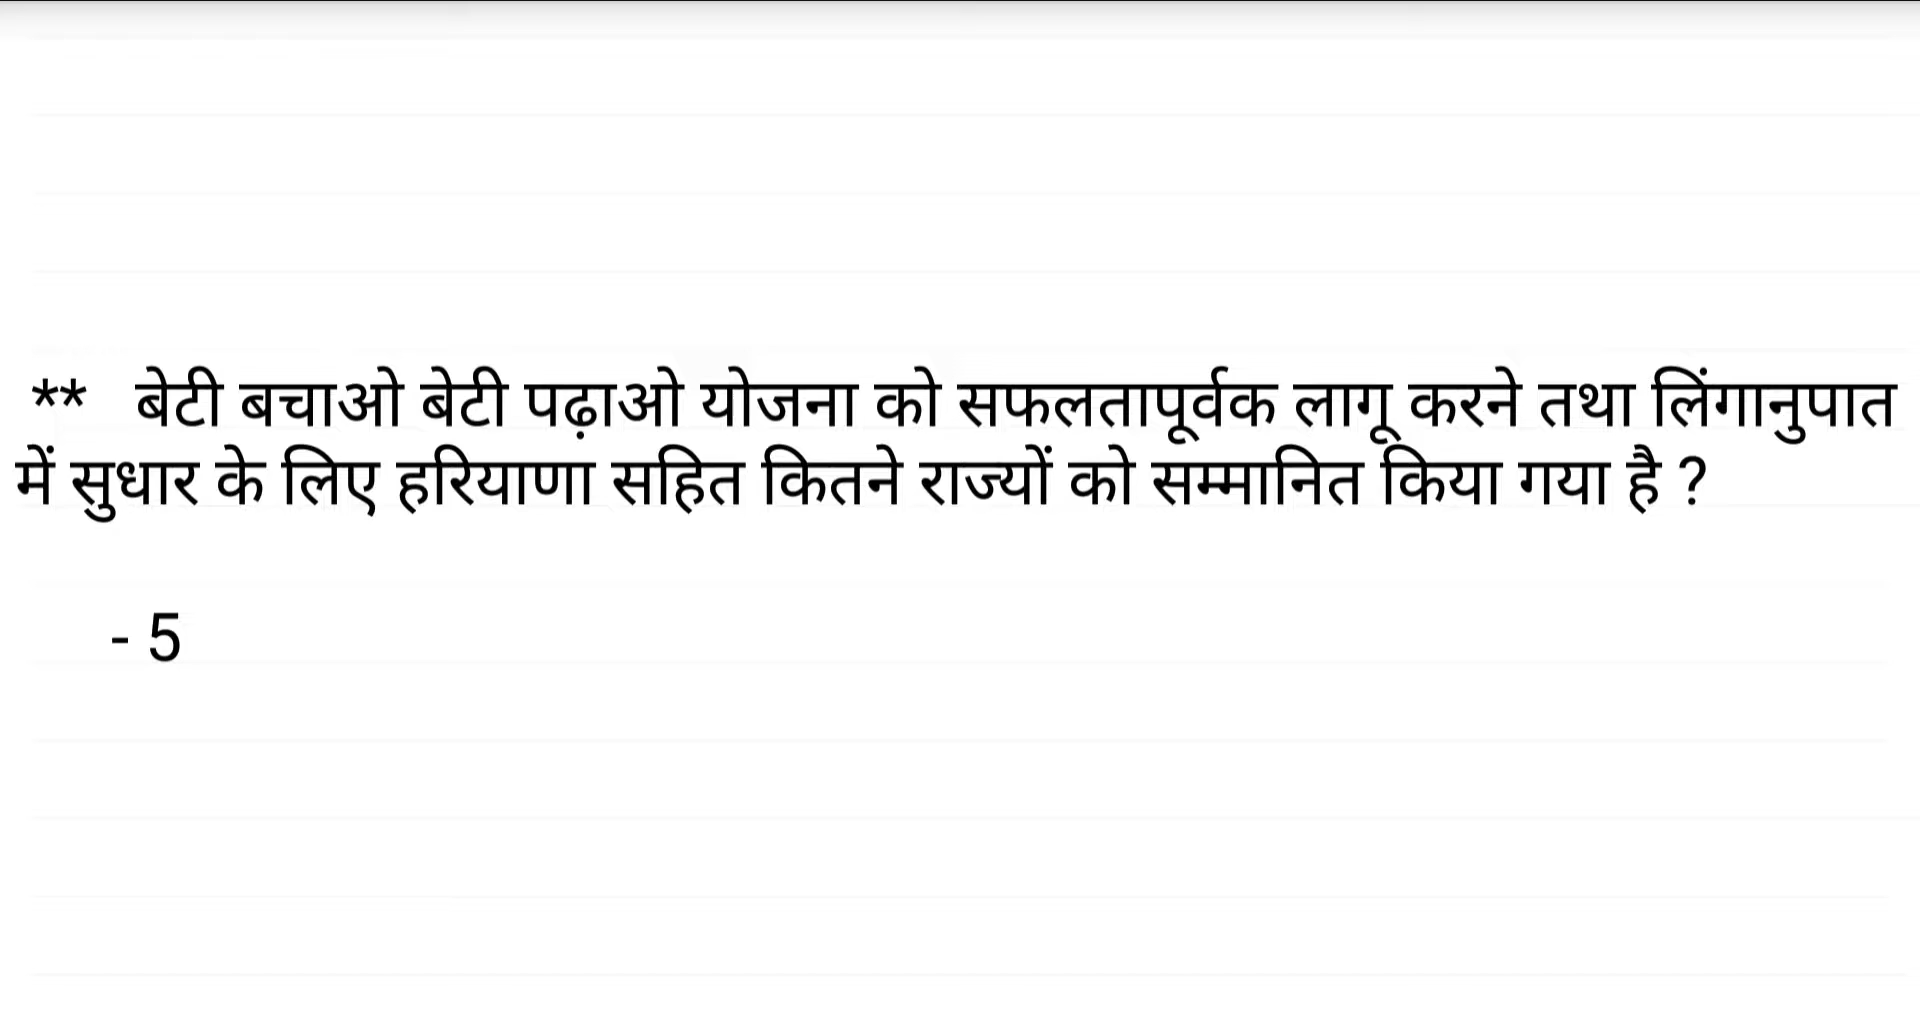 ** बेटी बचाओ बेटी पढ़ाओ योजना को सफलतापूर्वक लागू करने तथा लिंगानुपात
में सुधार के लिए हरियाणा सहित कितने राज्यों को सम्मानित किया गया है ?
- 5